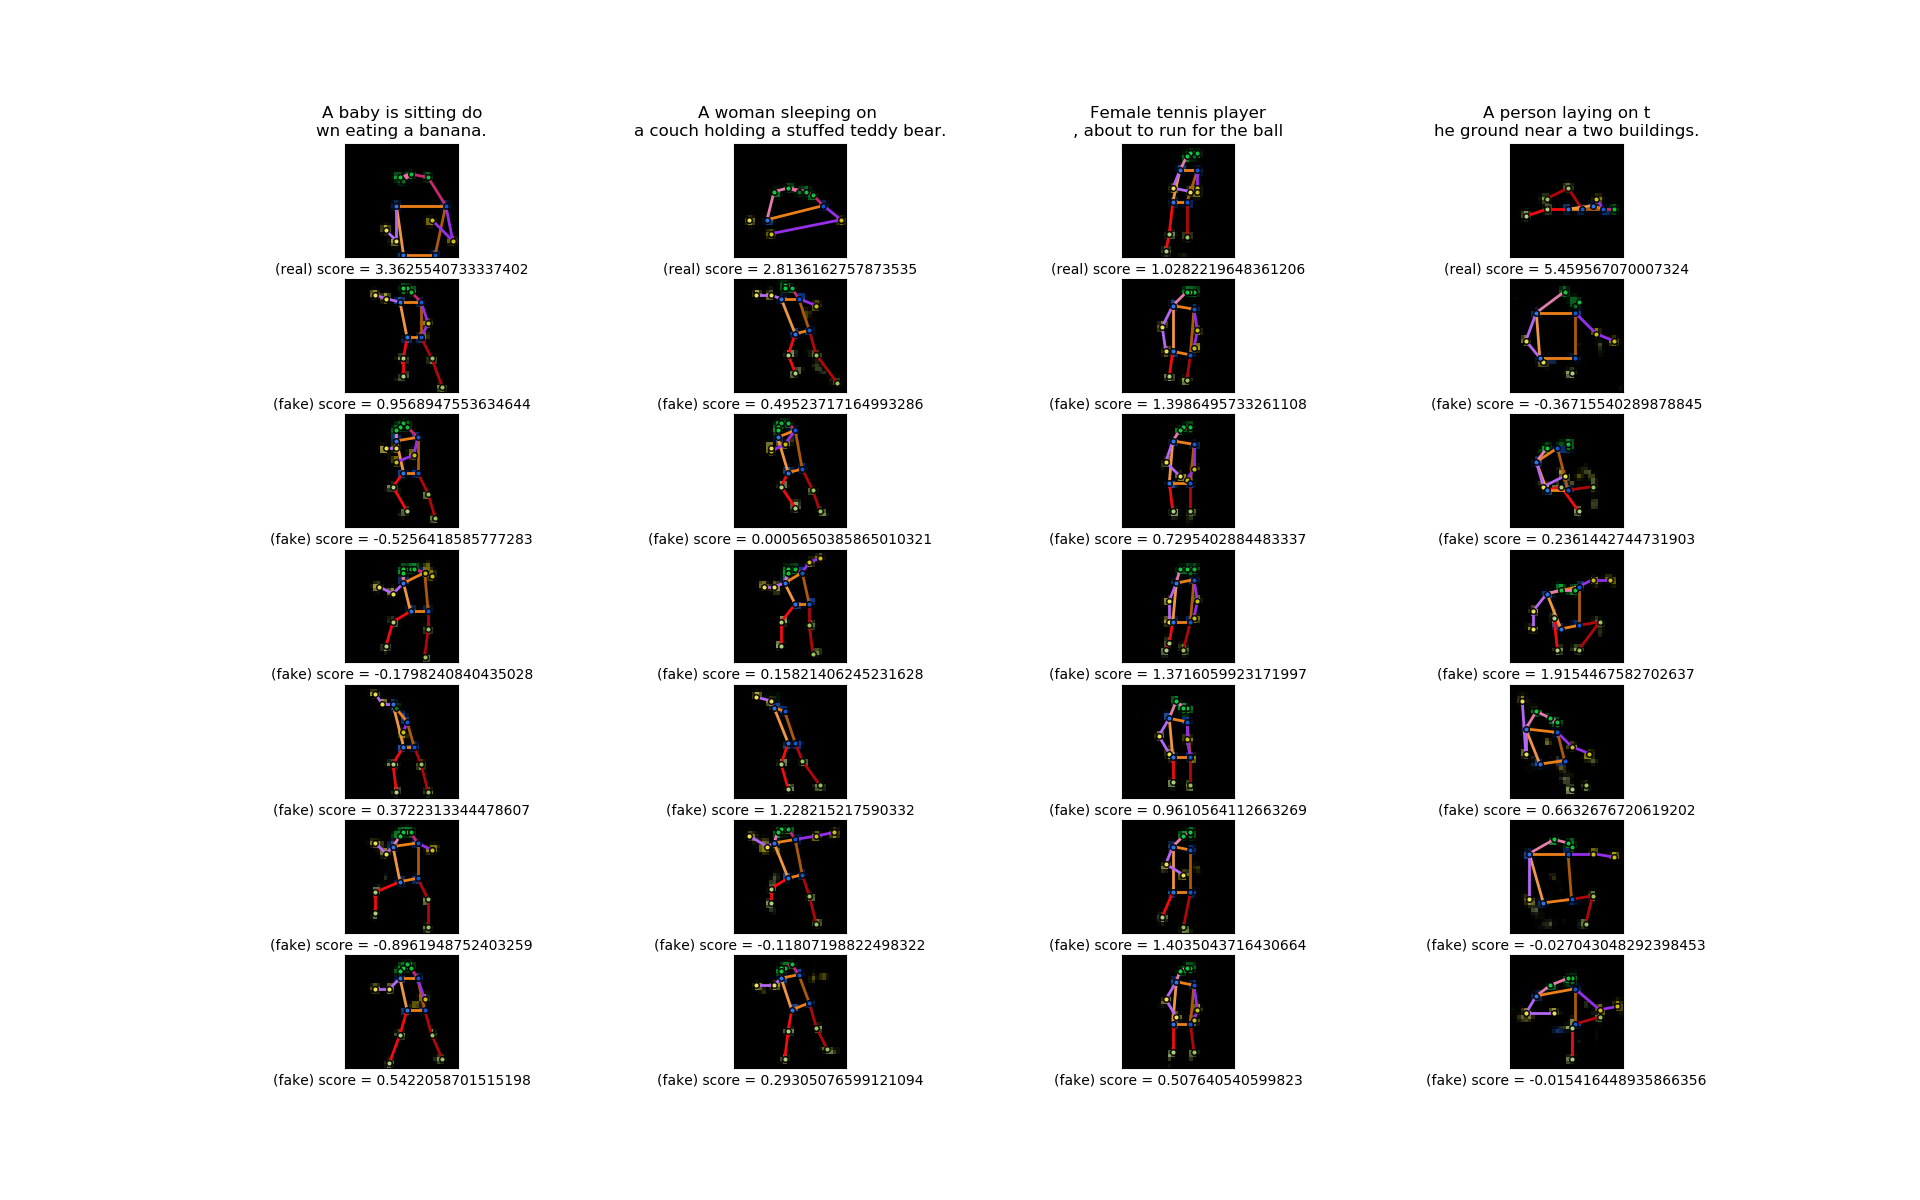 A baby is sitting do
wn eating a banana.
A woman sleeping on
a couch holding a stuffed teddy bear.
Female tennis player
, about to run for the ball
A person laying on t
he ground near a two buildings.
(real) score = 3.3625540733337402
(real) score = 2.8136162757873535
(real) score = 1.0282219648361206
(real) score = 5.459567070007324
(fake) score = 0.9568947553634644
(fake) score = 0.49523717164993286
(fake) score = 1.3986495733261108
(fake) score = -0.36715540289878845
(fake) score = -0.5256418585777283
(fake) score = 0.0005650385865010321
(fake) score = 0.7295402884483337
(fake) score = 0.2361442744731903
(fake) score = -0.1798240840435028
(fake) score = 0.15821406245231628
(fake) score = 1.3716059923171997
(fake) score = 1.9154467582702637
(fake) score = 0.3722313344478607
(fake) score = 1.228215217590332
(fake) score = 0.9610564112663269
(fake) score = 0.6632676720619202
(fake) score = -0.8961948752403259
(fake) score = -0.11807198822498322
(fake) score = 1.4035043716430664
(fake) score = -0.027043048292398453
(fake) score = 0.5422058701515198
(fake) score = 0.29305076599121094
(fake) score = 0.507640540599823
(fake) score = -0.015416448935866356